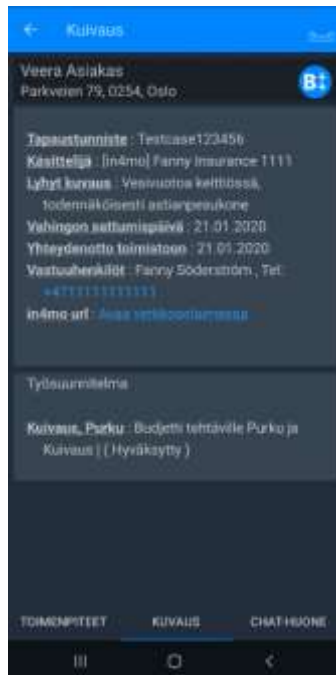 Kuivaus
Veera Asiakas
Parkveien 79, 0254, Oslo
Tapaustunniste : Testcase123456
Käsittelijä : [in4mo] Fanny Insurance 1111
Lyhyt kuvaus : Vesivuotoa keittiössä,
todennäköisesti astianpesukone
Vahingon sattumispäivä : 21.01.2020
Yhteydenotto toimistoon : 21.01.2020
Vastuuhenkilöt : Fanny Söderström , Tel:
in4mo url : Avaa verkkoselaimessa
Työsuunnitelma
Kuivaus, Purku : Budjetti tehtäville Purku ja
Kuivaus | ( Hyväksytty )
TOIMENPITEET KUVAUS CHAT-HUONE